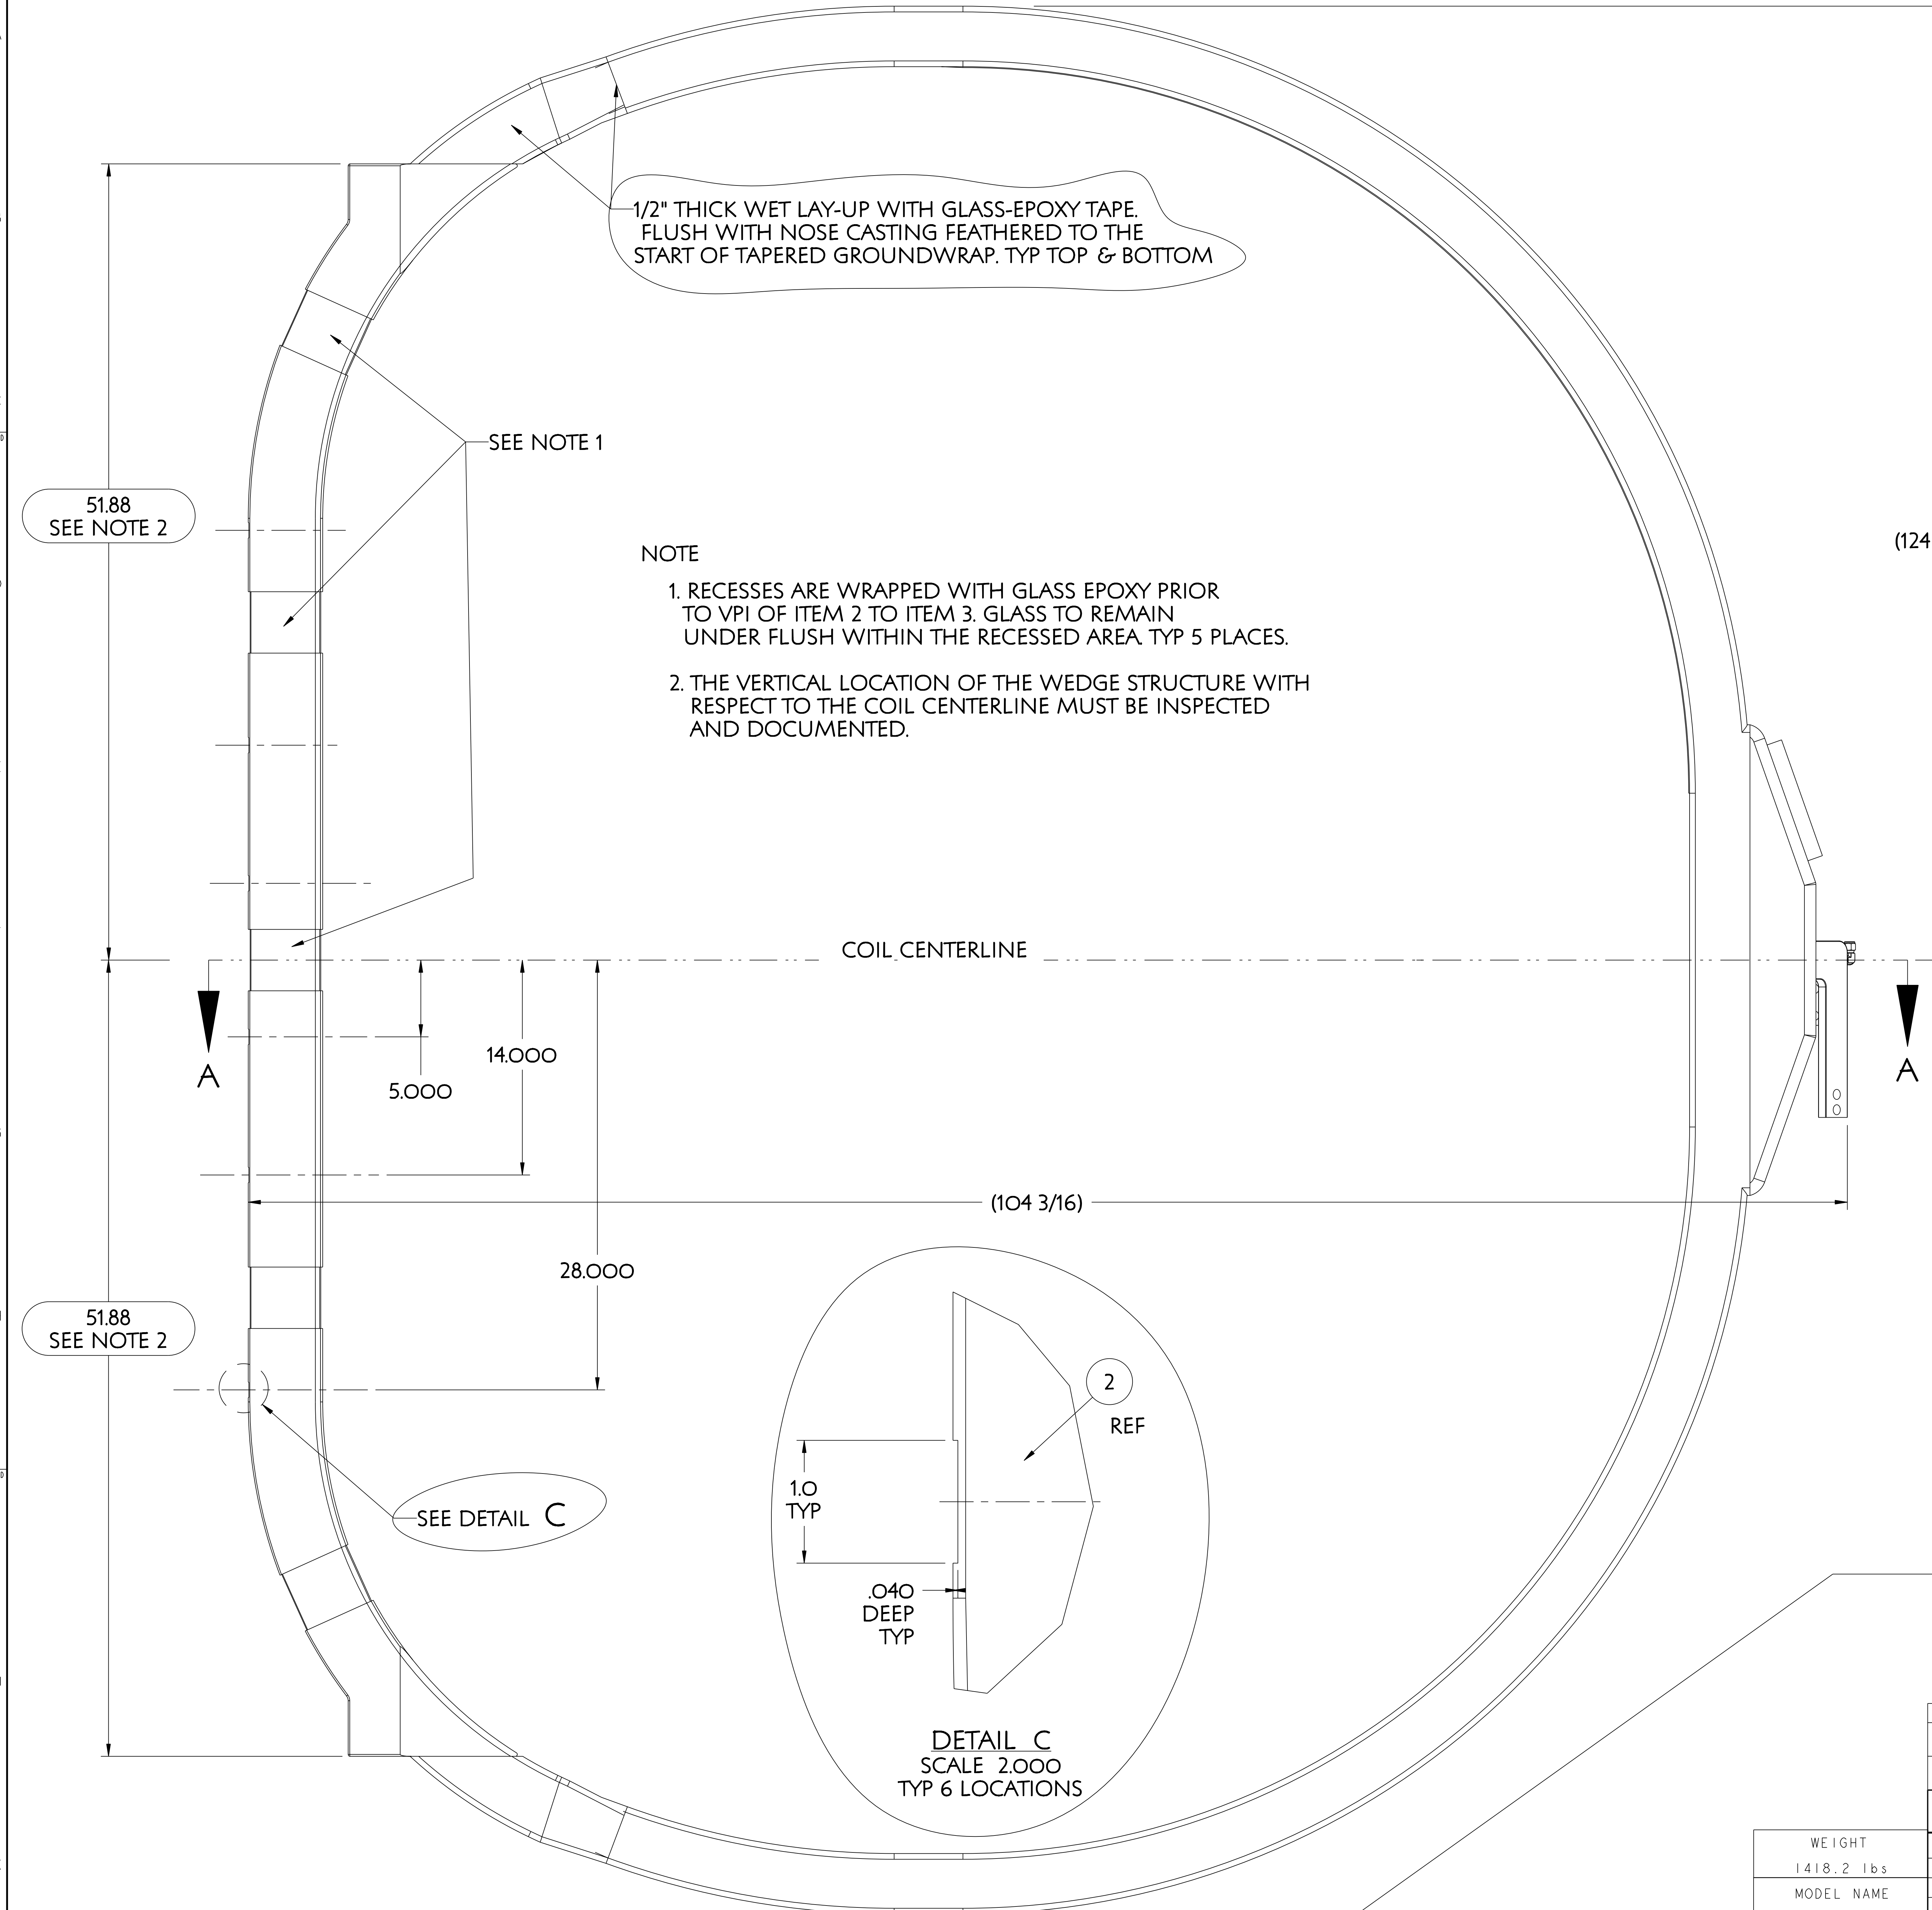 1/2" THICK WET LAY-UP WITH GLASS-EPOXY TAPE.
FLUSH WITH NOSE CASTING FEATHERED TO THE
START OF TAPERED GROUNDWRAP. TYP TOP & BOTTOM
SEE NOTE 1
51.88
SEE NOTE 2
(124
NOTE
1. RECESSES ARE WRAPPED WITH GLASS EPOXY PRIOR
TO VPI OF ITEM 2 TO ITEM 3. GLASS TO REMAIN
UNDER FLUSH WITHIN THE RECESSED AREA. TYP 5 PLACES.
2. THE VERTICAL LOCATION OF THE WEDGE STRUCTURE WITH
RESPECT TO THE COIL CENTERLINE MUST BE INSPECTED
AND DOCUMENTED.
COIL CENTERLINE
A
A
14.000
5.000
(104 3/16)
28.000
51.88
SEE NOTE 2
2
REF
1.0
TYP
SEE DETAIL C
.040
DEEP
TYP
DETAIL C
SCALE 2.000
TYP 6 LOCATIONS
WEIGHT
1418.2 lbs
MODEL NAME